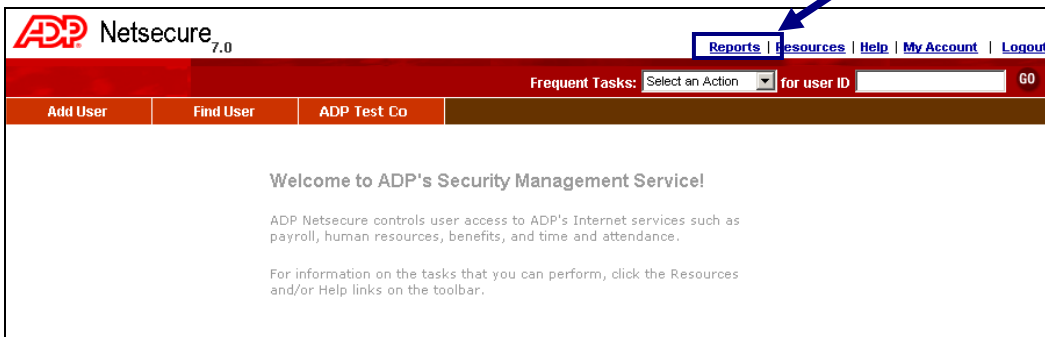 ADP Netsecure 7.0
Reports | Resources | Help | My Account | Logout
Frequent Tasks: Select an Action for user ID GO
Add User Find User ADP Test Co
Welcome to ADP's Security Management Service!
ADP Netsecure controls user access to ADP's Internet services such as
payroll, human resources, benefits, and time and attendance.
For information on the tasks that you can perform, click the Resources
and/or Help links on the toolbar.